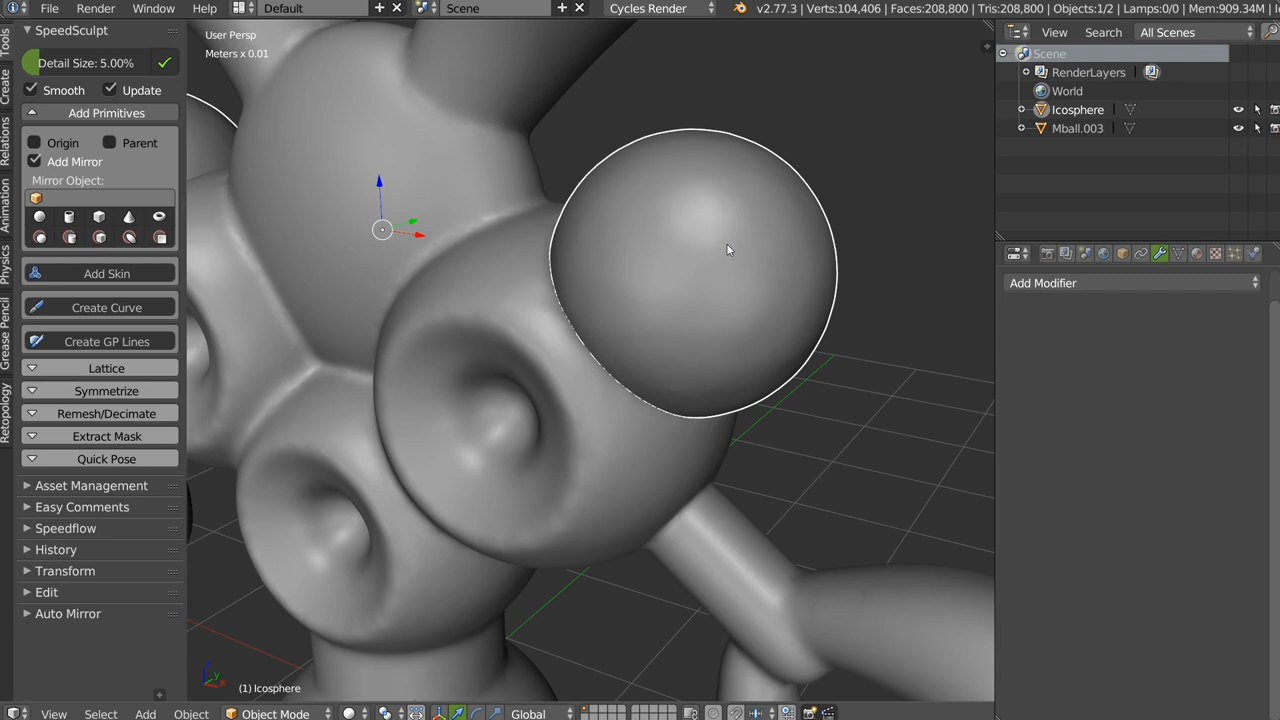 File Render Window Help Default Scene Cycles Render v2.77.3 | Verts:104,406 | Faces:208,800 | Tris:208,800 | Objects:1/2 | Lamps:0/0 | Mem:909.34M
SpeedSculpt
Detail Size: 5.00%
Smooth Update
Add Primitives
Origin Parent
Add Mirror
Mirror Object:
Add Skin
Create Curve
Create GP Lines
Lattice
Symmetrize
Remesh/Decimate
Extract Mask
Quick Pose
Asset Management
Easy Comments
Speedflow
History
Transform
Edit
Auto Mirror
Tools
Create
Relations
Animation
Physics
Grease Pencil
Retopology
User Persp
Meters x 0.01
(1) Icosphere
View Search All Scenes
Scene
RenderLayers
World
Icosphere
Mball.003
Add Modifier
View Select Add Object Object Mode Global